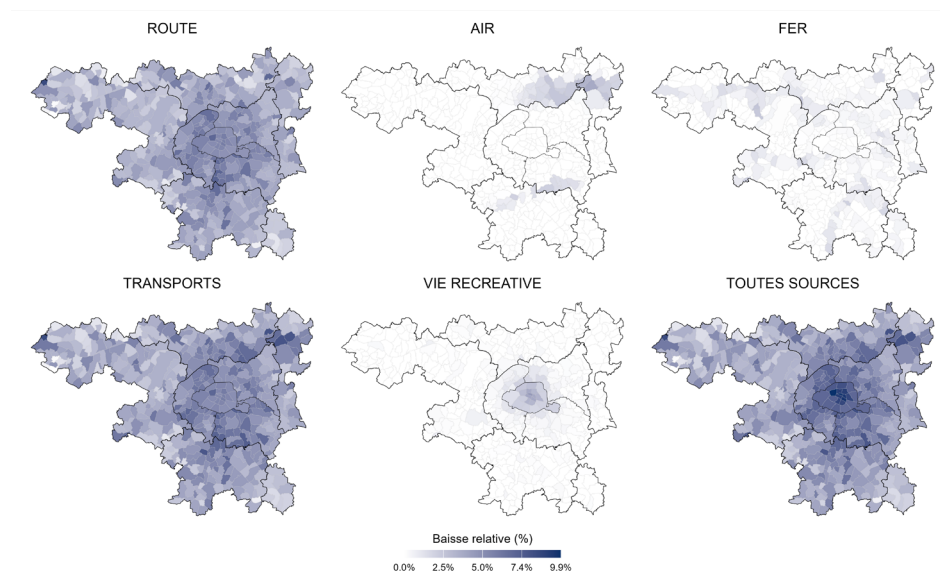 ROUTE
AIR
FER
TRANSPORTS
VIE RECREATIVE
TOUTES SOURCES
Baisse relative (%)
0.0% 2.5% 5.0% 7.4% 9.9%